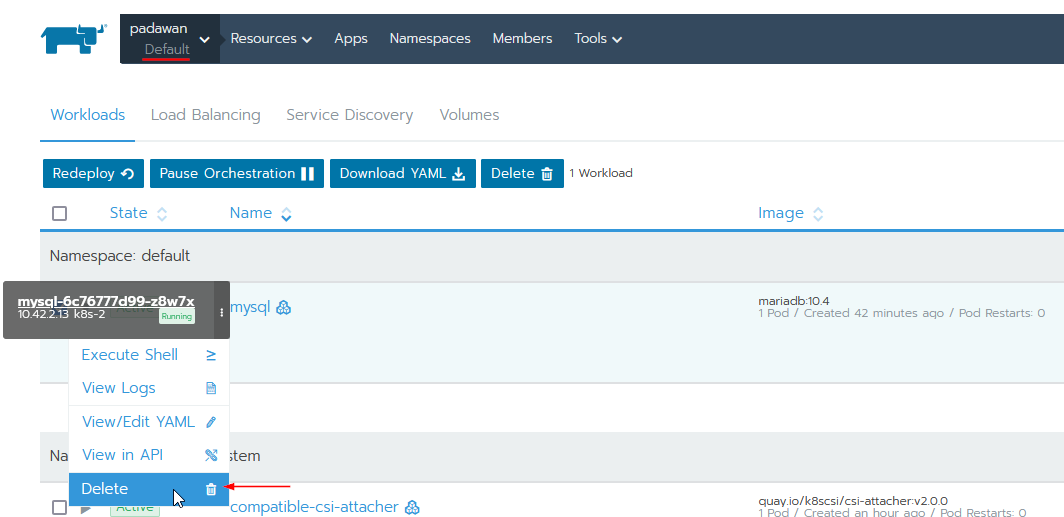 padawan
Default
Resources Apps Namespaces Members Tools
Workloads Load Balancing Service Discovery Volumes
Redeploy Pause Orchestration Download YAML Delete 1 Workload
State Name Image
Namespace: default
mysql-6c76777d99-z8w7x
10.42.2.13 k8s-2 Running
mysql
mariadb:10.4
1 Pod / Created 42 minutes ago / Pod Restarts: 0
Execute Shell
View Logs
View/Edit YAML
View in API
Na stem
Delete
Active compatible-csi-attacher
quay.io/k8scsi/csi-attacher:v2.0.0
1 Pod / Created an hour ago / Pod Restarts: 0